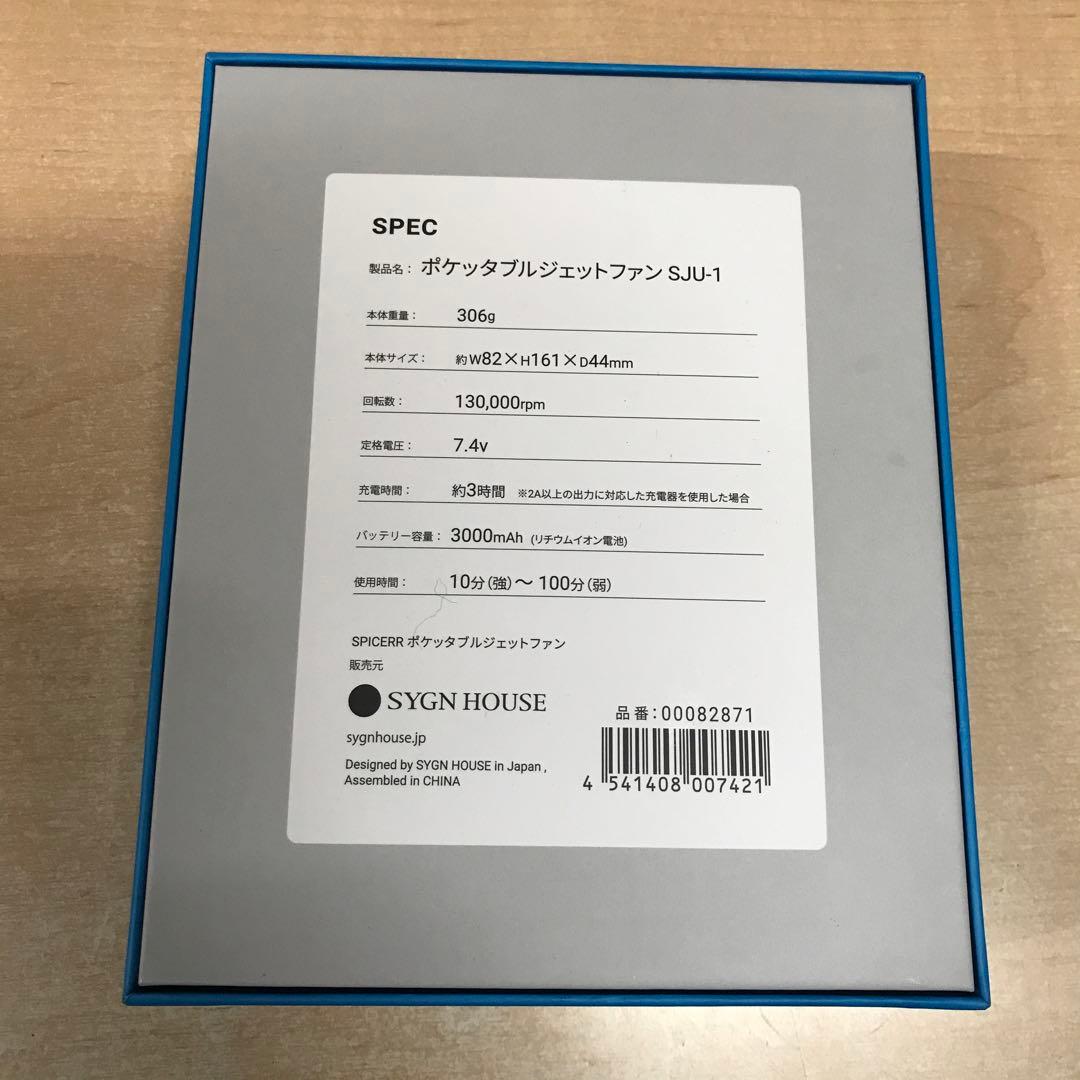 SPEC
製品名： ポケッタブルジェットファン SJU-1
本体重量： 306g
本体サイズ： 約W82×H161×D44mm
回転数： 130,000rpm
定格電圧： 7.4v
充電時間： 約3時間 ※2A以上の出力に対応した充電器を使用した場合
バッテリー容量： 3000mAh (リチウムイオン電池)
使用時間： 10分(強)〜100分(弱)
SPICERR ポケッタブルジェットファン
販売元
SYGN HOUSE
sygnhouse.jp
Designed by SYGN HOUSE in Japan ,
Assembled in CHINA
品番：00082871
4 541408 007421